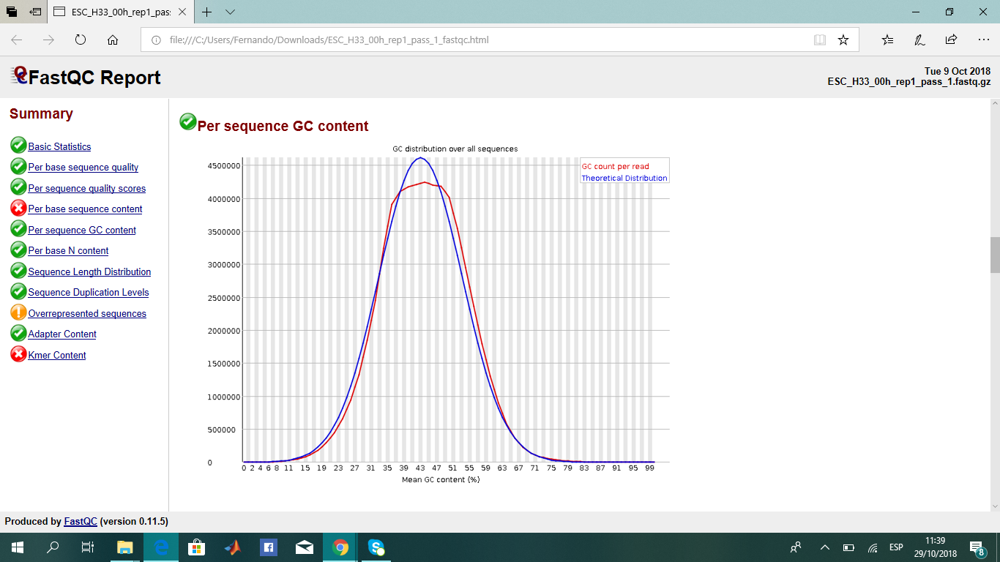 ESC_H33_00h_rep1_pass
file:///C:/Users/Fernando/Downloads/ESC_H33_00h_rep1_pass_1_fastqc.html
FastQC Report
Tue 9 Oct 2018
ESC_H33_00h_rep1_pass_1.fastq.gz
Summary
Basic Statistics
Per base sequence quality
Per sequence quality scores
Per base sequence content
Per sequence GC content
Per base N content
Sequence Length Distribution
Sequence Duplication Levels
Overrepresented sequences
Adapter Content
Kmer Content
Per sequence GC content
GC distribution over all sequences
GC count per read
Theoretical Distribution
4500000
4000000
3500000
3000000
2500000
2000000
1500000
1000000
500000
0
0 2 4 6 8 11 15 19 23 27 31 35 39 43 47 51 55 59 63 67 71 75 79 83 87 91 95 99
Mean GC content (%)
Produced by FastQC (version 0.11.5)
ESP
11:39
29/10/2018
8